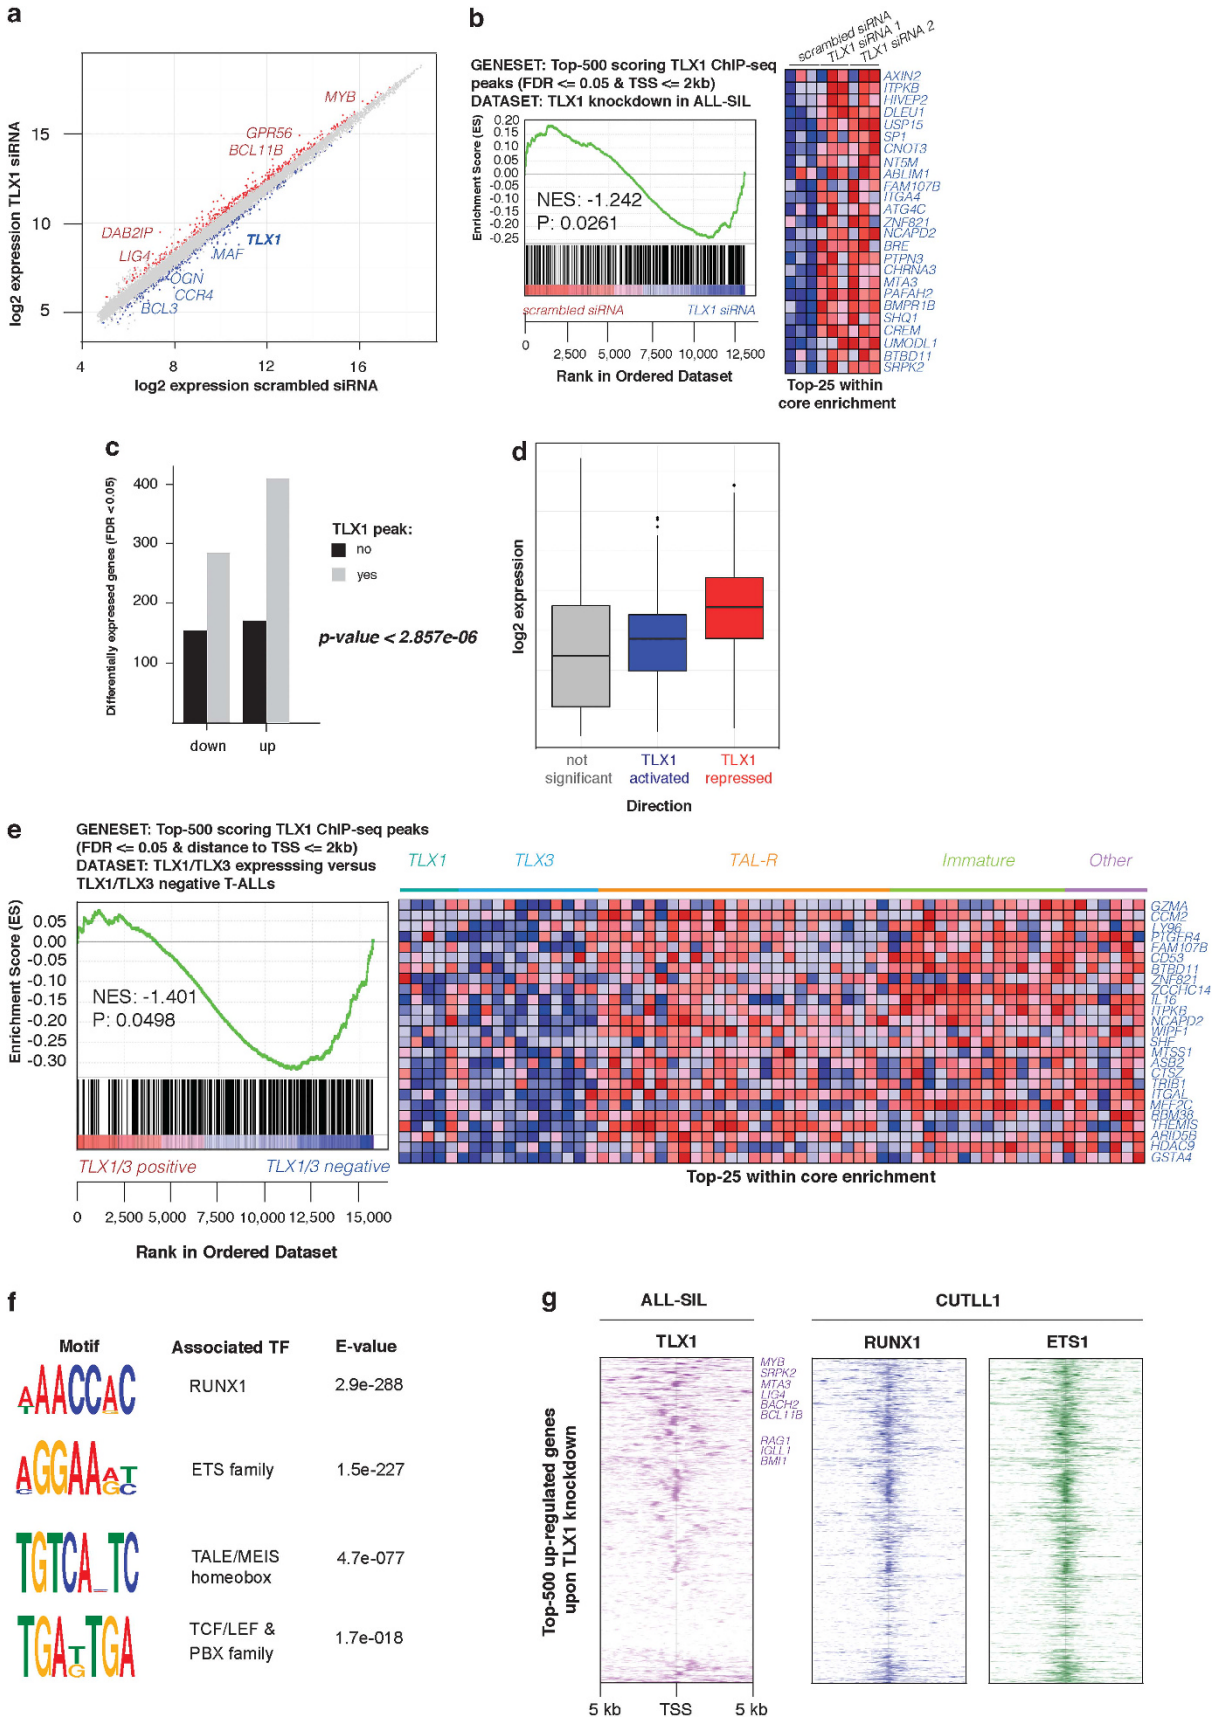 a
log2 expression TLX1 siRNA
15
10
5
MYB
GPR56
BCL11B
DAB2IP
LIG4
TLX1
MAF
OGN
CCR4
BCL3
4
8
12
16
log2 expression scrambled siRNA
b
GENESET: Top-500 scoring TLX1 ChIP-seq
peaks (FDR <= 0.05 & TSS <= 2kb)
DATASET: TLX1 knockdown in ALL-SIL
Enrichment Score (ES)
0.20
0.15
0.10
0.05
0.00
-0.05
-0.10
-0.15
-0.20
-0.25
NES: -1.242
P: 0.0261
scrambled siRNA
TLX1 siRNA
0
2,500
5,000
7,500
10,000
12,500
Rank in Ordered Dataset
scrambled siRNA
TLX1 siRNA 1
TLX1 siRNA 2
AXIN2
ITPKB
HIVEP2
DLEU1
USP15
SP1
CNOT3
NT5M
ABLIM1
FAM107B
ITGA4
ATG4C
ZNF821
NCAPD2
BRE
PTPN3
CHRNA3
MTA3
PAFAH2
BMPR1B
SHQ1
CREM
UMODL1
BTBD11
SRPK2
Top-25 within
core enrichment
c
Differentially expressed genes (FDR < 0.05)
400
300
200
100
down
up
TLX1 peak:
no
yes
p-value < 2.857e-06
d
log2 expression
not
significant
TLX1
activated
TLX1
repressed
Direction
e
GENESET: Top-500 scoring TLX1 ChIP-seq peaks
(FDR <= 0.05 & distance to TSS <= 2kb)
DATASET: TLX1/TLX3 expresssing versus
TLX1/TLX3 negative T-ALLs
Enrichment Score (ES)
0.05
0.00
-0.05
-0.10
-0.15
-0.20
-0.25
-0.30
NES: -1.401
P: 0.0498
TLX1/3 positive
TLX1/3 negative
0
2,500
5,000
7,500
10,000
12,500
15,000
Rank in Ordered Dataset
TLX1
TLX3
TAL-R
Immature
Other
GZMA
CCM2
LY96
PTGER4
FAM107B
CD53
BTBD11
ZNF821
ZCCHC14
IL16
ITPKB
NCAPD2
WIPF1
SHF
MTSS1
ASB2
CTSZ
TRIB1
ITGAL
MEF2C
RBM38
THEMIS
ARID5B
HDAC9
GSTA4
Top-25 within core enrichment
f
Motif
Associated TF
E-value
RUNX1
2.9e-288
ETS family
1.5e-227
TALE/MEIS
homeobox
4.7e-077
TCF/LEF &
PBX family
1.7e-018
g
ALL-SIL
CUTLL1
TLX1
RUNX1
ETS1
Top-500 up-regulated genes
upon TLX1 knockdown
MYB
SRPK2
MTA3
LIG4
BACH2
BCL11B
RAG1
IGLL1
BMI1
5 kb
TSS
5 kb